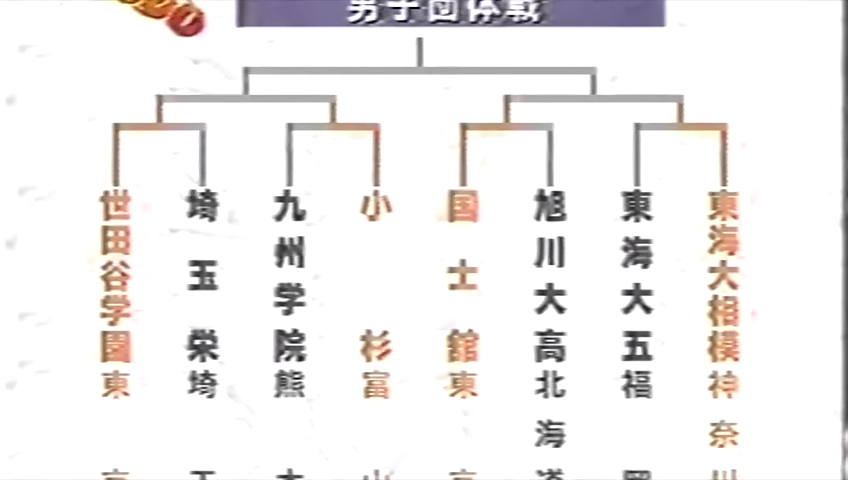 男子団体戦
世田谷学園 東
埼玉栄 埼
九州学院 熊
小杉 富
国士舘 東
旭川大高 北海道
東海大五 福
東海大相模 神奈川